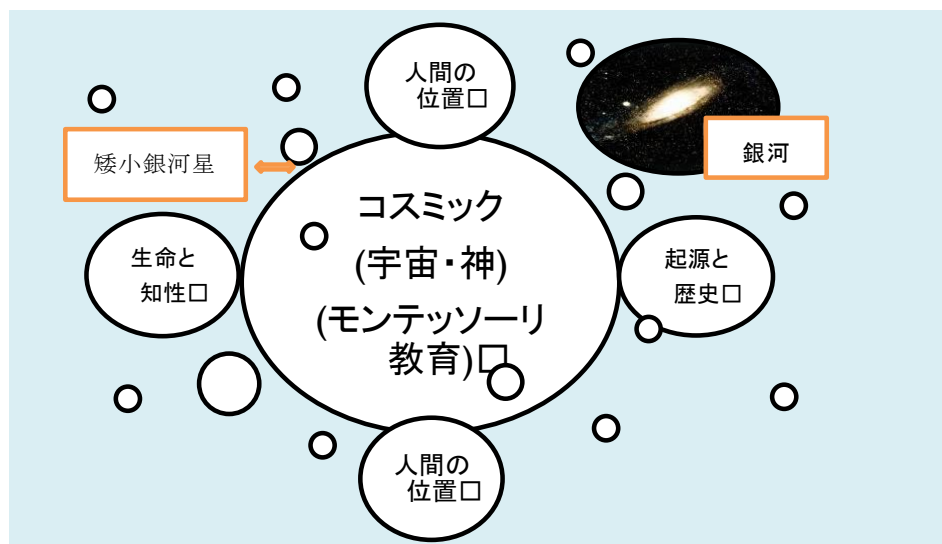 人間の
位置□
銀河
矮小銀河星
コスミック
(宇宙・神)
(モンテッソーリ
教育)□
生命と
知性□
起源と
歴史□
人間の
位置□